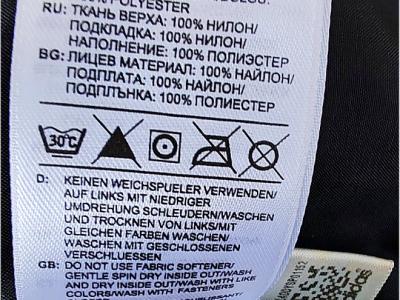 100% POLYESTER
RU: ТКАНЬ ВЕРХА: 100% НИЛОН/
ПОДКЛАДКА: 100% НИЛОН/
НАПОЛНЕНИЕ: 100% ПОЛИЭСТЕР
BG: ЛИЦЕВ МАТЕРИАЛ: 100% НАЙЛОН/
ПОДПЛАТА: 100% НАЙЛОН/
ПОДПЛЪНКА: 100% ПОЛИЕСТЕР
30°C
D: KEINEN WEICHSPUELER VERWENDEN/
AUF LINKS MIT NIEDRIGER
UMDREHUNG SCHLEUDERN/WASCHEN
UND TROCKNEN VON LINKS/MIT
GLEICHEN FARBEN WASCHEN/
WASCHEN MIT GESCHLOSSENEN
VERSCHLUESSEN
GB: DO NOT USE FABRIC SOFTENER/
GENTLE SPIN DRY INSIDE OUT/WASH
AND DRY INSIDE OUT/WASH WITH LIKE
COLORS/WASH WITH FASTENERS
adidas